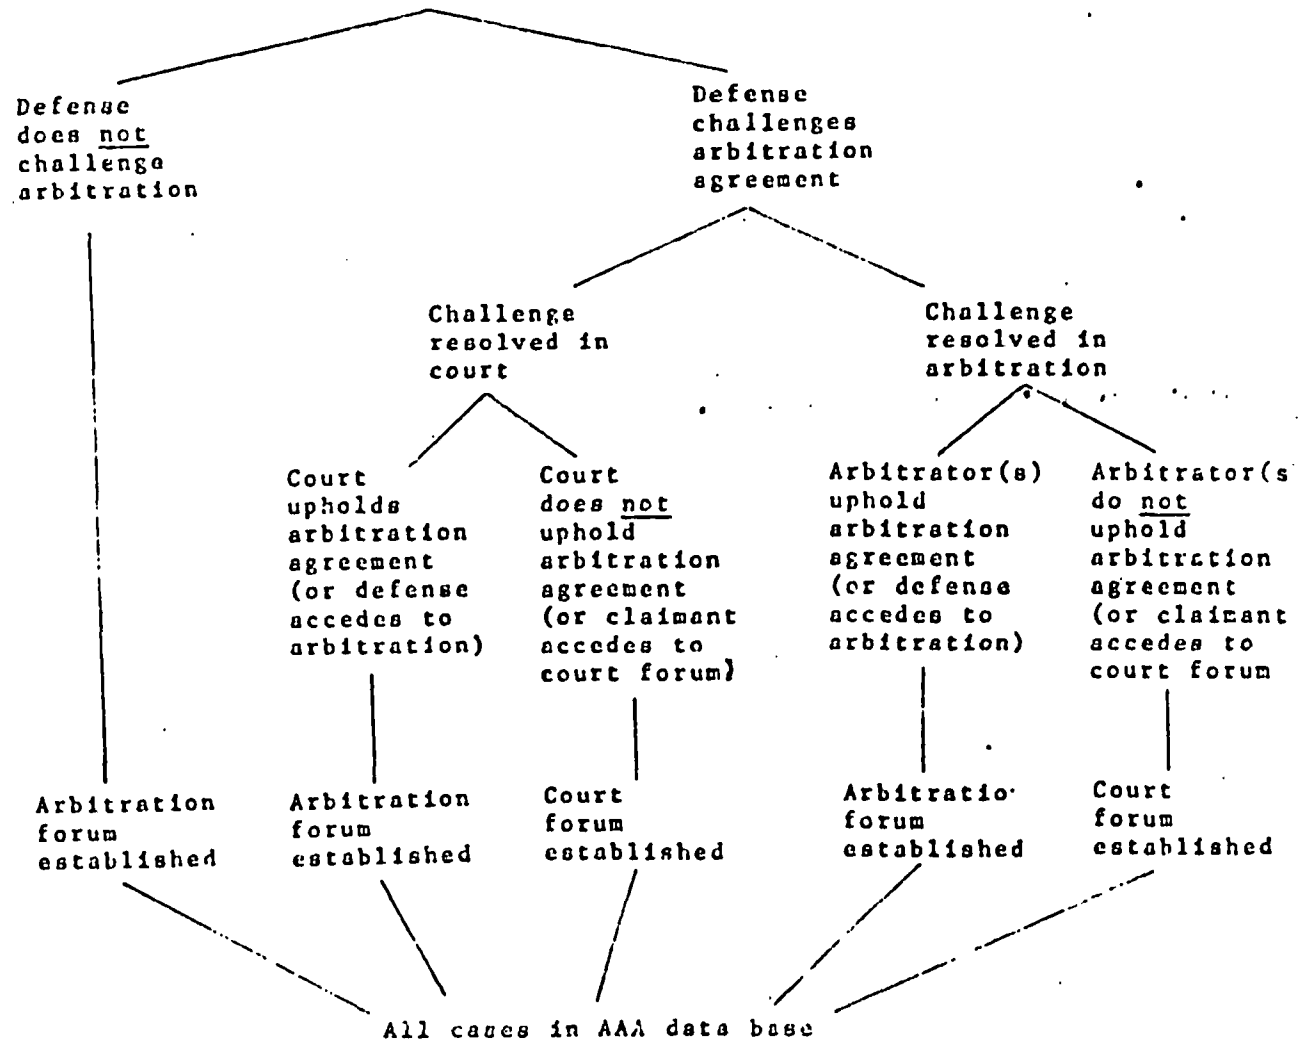 Defense
does not
challenge
arbitration
Defense
challenges
arbitration
agreement
Challenge
resolved in
court
Challenge
resolved in
arbitration
Court
upholds
arbitration
agreement
(or defense
accedes to
arbitration)
Court
does not
uphold
arbitration
agreement
(or claimant
accedes to
court forum)
Arbitrator(s)
uphold
arbitration
agreement
(or defense
accedes to
arbitration)
Arbitrator(s
do not
uphold
arbitration
agreement
(or claimant
accedes to
court forum
Arbitration
forum
established
Arbitration
forum
established
Court
forum
established
Arbitratio
forum
established
Court
forum
established
All cases in AAA data base